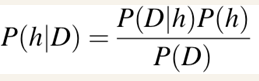 P(h|D) = P(D|h)P(h) / P(D)